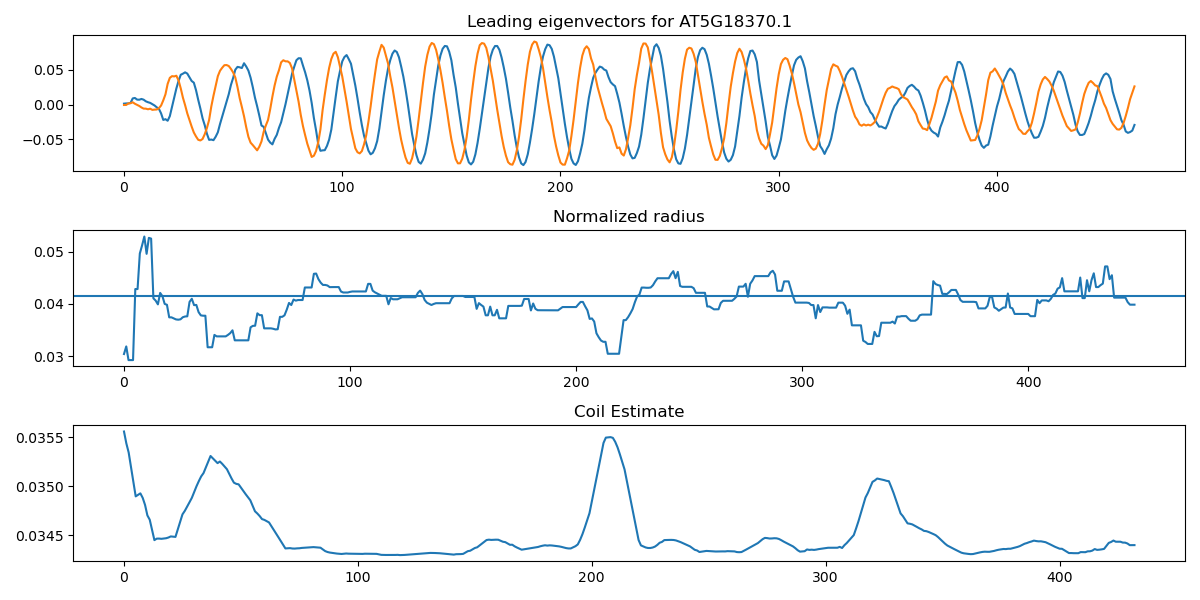 Leading eigenvectors for AT5G18370.1
0.05
0.00
−0.05
0 100 200 300 400
Normalized radius
0.05
0.04
0.03
0 100 200 300 400
Coil Estimate
0.0355
0.0350
0.0345
0 100 200 300 400